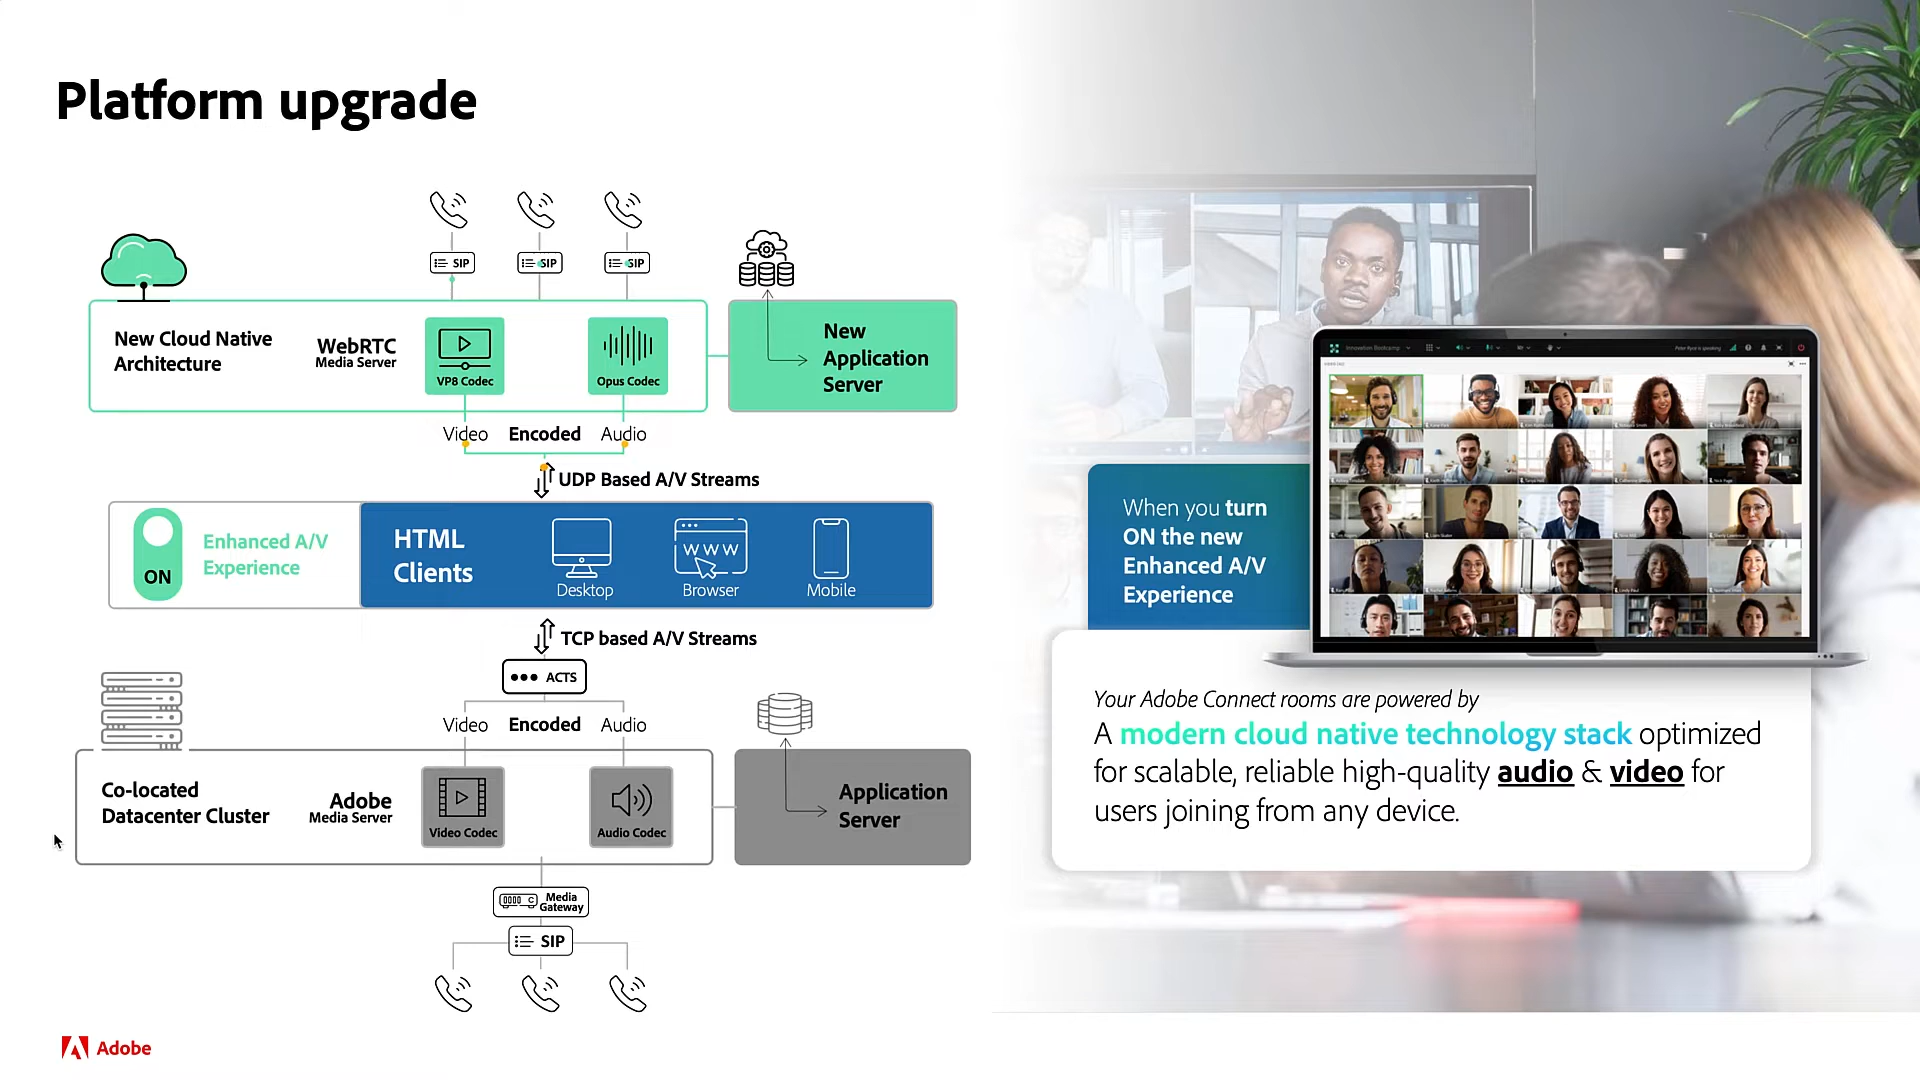 Platform upgrade
SIP
SIP
SIP
New Cloud Native
Architecture
WebRTC
Media Server
VP8 Codec
Opus Codec
New
Application
Server
Video
Encoded
Audio
UDP Based A/V Streams
ON
Enhanced A/V
Experience
HTML
Clients
Desktop
WWW
Browser
Mobile
TCP based A/V Streams
ACTS
Video
Encoded
Audio
Co-located
Datacenter Cluster
Adobe
Media Server
Video Codec
Audio Codec
Application
Server
Media
Gateway
SIP
Adobe
When you turn
ON the new
Enhanced A/V
Experience
Innovation Bootcamp
Your Adobe Connect rooms are powered by
A modern cloud native technology stack optimized
for scalable, reliable high-quality audio & video for
users joining from any device.